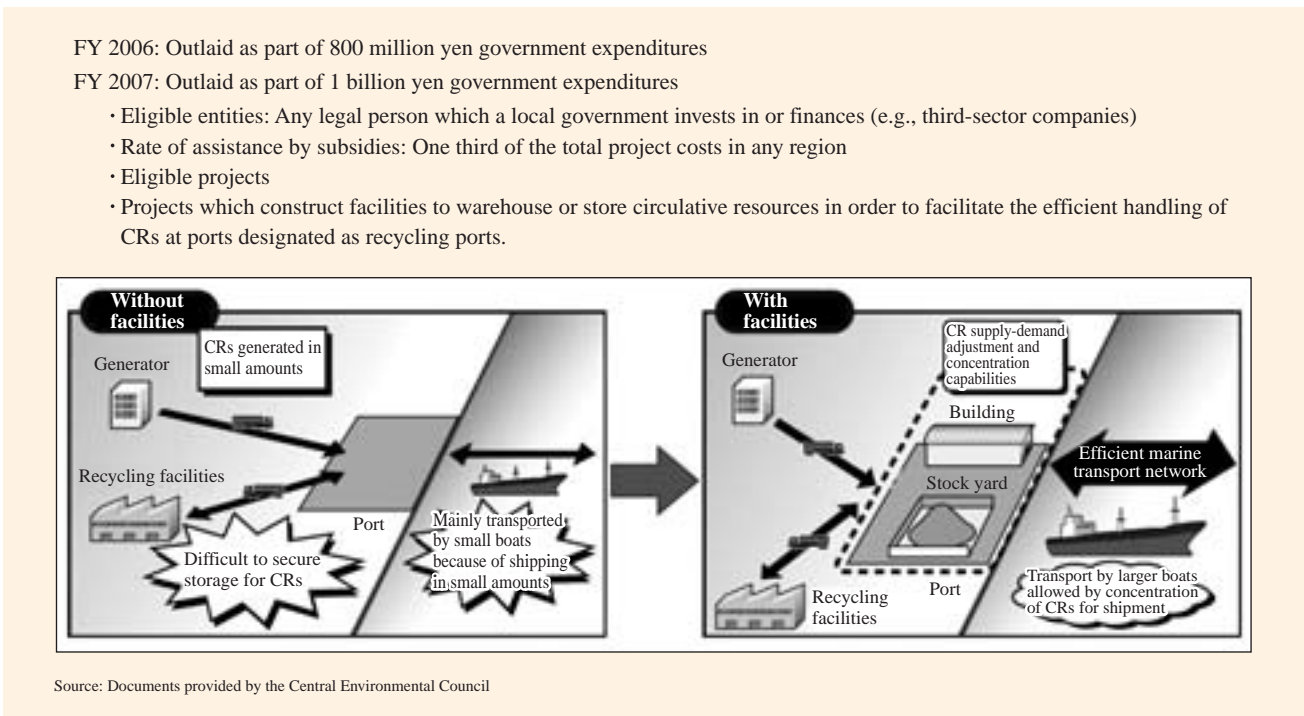 FY 2006: Outlaid as part of 800 million yen government expenditures
FY 2007: Outlaid as part of 1 billion yen government expenditures
・Eligible entities: Any legal person which a local government invests in or finances (e.g., third-sector companies)
・Rate of assistance by subsidies: One third of the total project costs in any region
・Eligible projects
・Projects which construct facilities to warehouse or store circulative resources in order to facilitate the efficient handling of
CRs at ports designated as recycling ports.
Without
facilities
CRs generated in
small amounts
Generator
Recycling facilities
Port
Difficult to secure
storage for CRs
Mainly transported
by small boats
because of shipping
in small amounts
With
facilities
CR supply-demand
adjustment and
concentration
capabilities
Generator
Building
Stock yard
Efficient marine
transport network
Port
Recycling
facilities
Transport by larger boats
allowed by concentration
of CRs for shipment
Source: Documents provided by the Central Environmental Council